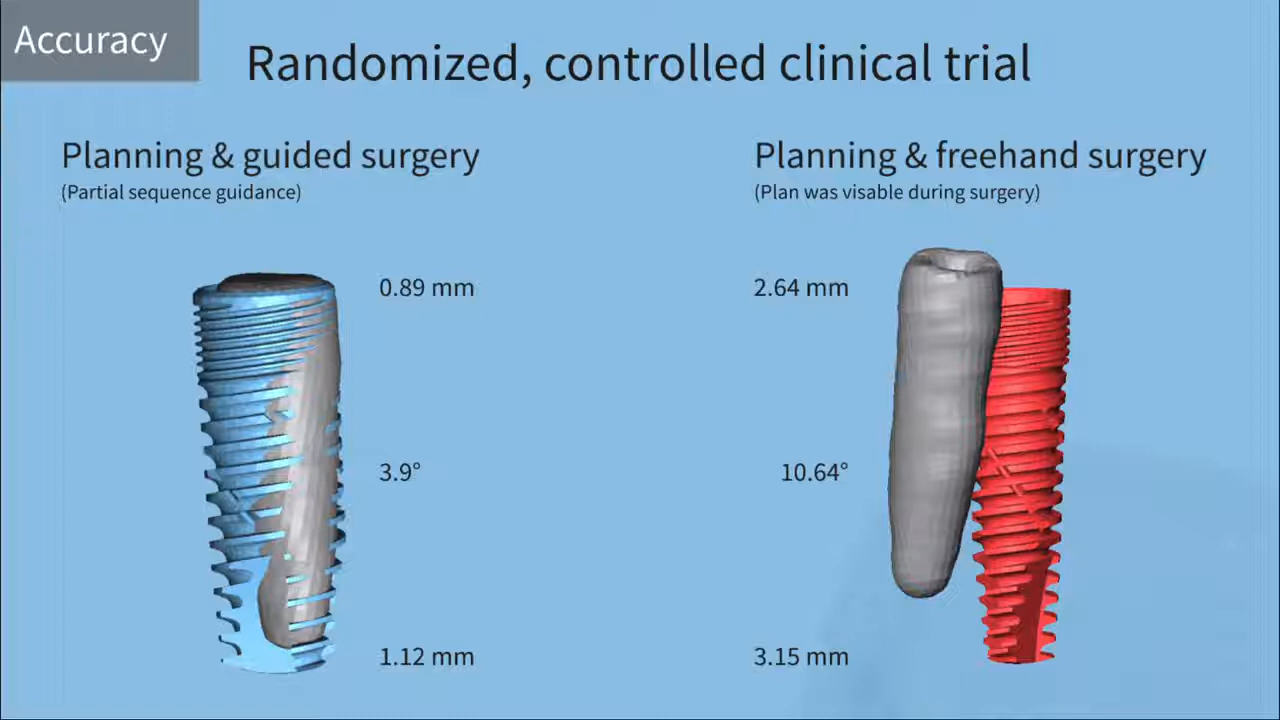 Accuracy
Randomized, controlled clinical trial
Planning & guided surgery
(Partial sequence guidance)
0.89 mm
3.9°
1.12 mm
Planning & freehand surgery
(Plan was visable during surgery)
2.64 mm
10.64°
3.15 mm